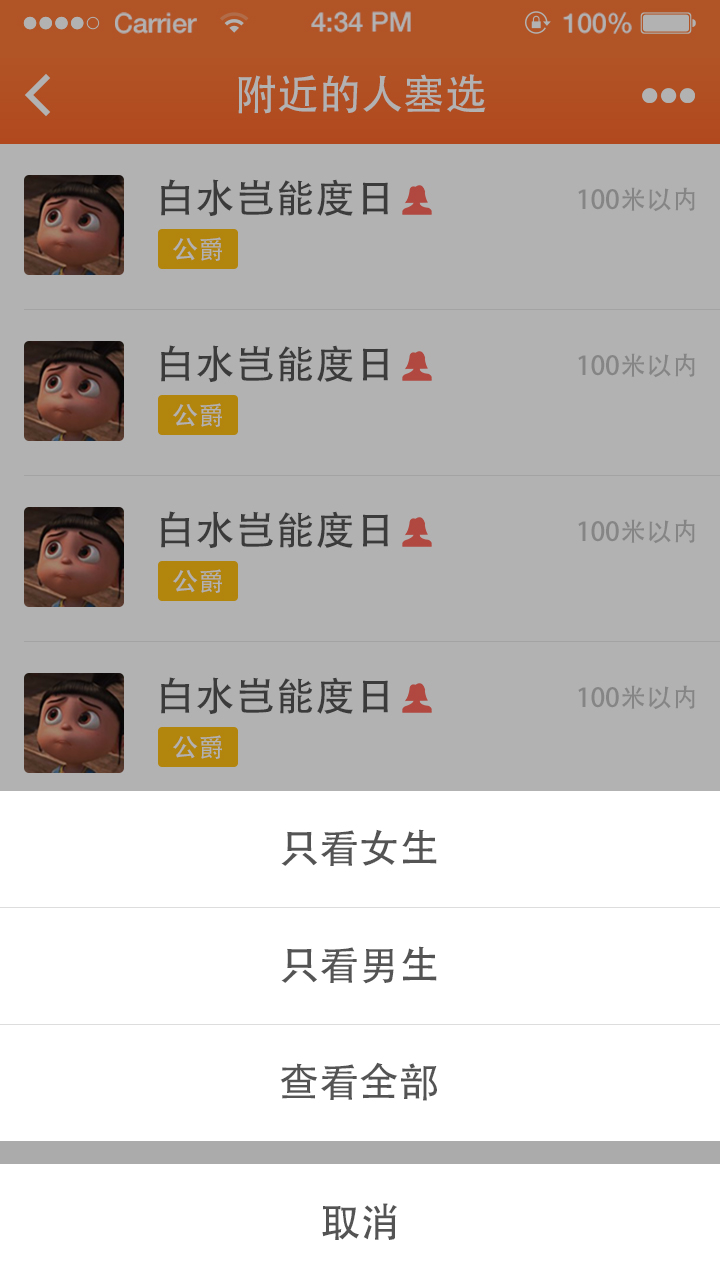 Carrier 4:34 PM 100%
附近的人塞选
白水岂能度日 100米以内
公爵
白水岂能度日 100米以内
公爵
白水岂能度日 100米以内
公爵
白水岂能度日 100米以内
公爵
只看女生
只看男生
查看全部
取消